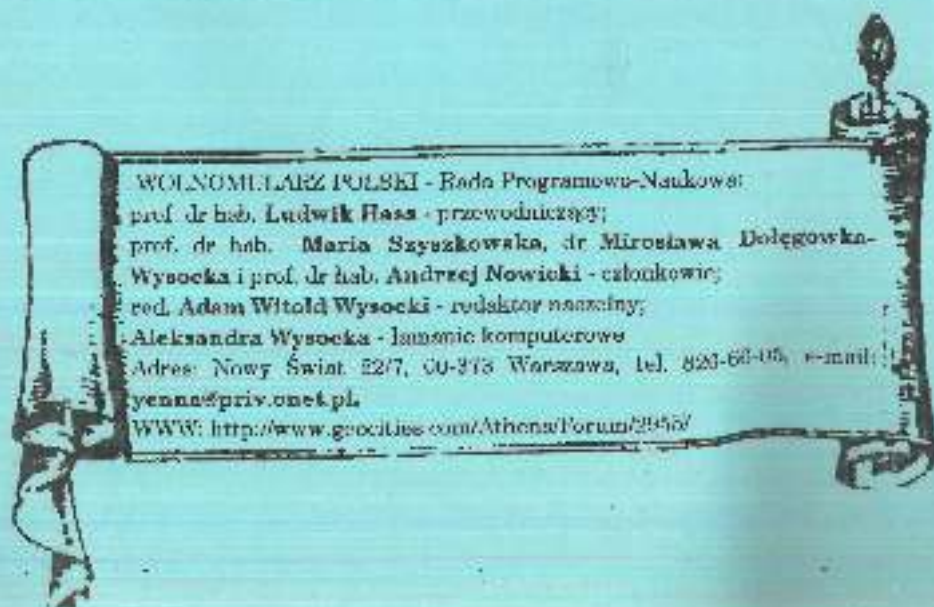 WOLNOMULARZ POLSKI - Rada Programowo-Naukowa:
prof. dr hab. Ludwik Hass - przewodniczący;
prof. dr hab. Maria Szyszkowska, dr Mirosława Dołęgowka-
Wysocka i prof. dr hab. Andrzej Nowicki - członkowie;
red. Adam Witold Wysocki - redaktor naczelny;
Aleksandra Wysocka - łamanie komputerowe
Adres: Nowy Świat 22/7, 00-373 Warszawa, tel. 826-66-05, e-mail:
yenna@priv.onet.pl.
WWW: http://www.geocities.com/Athens/Forum/2955/